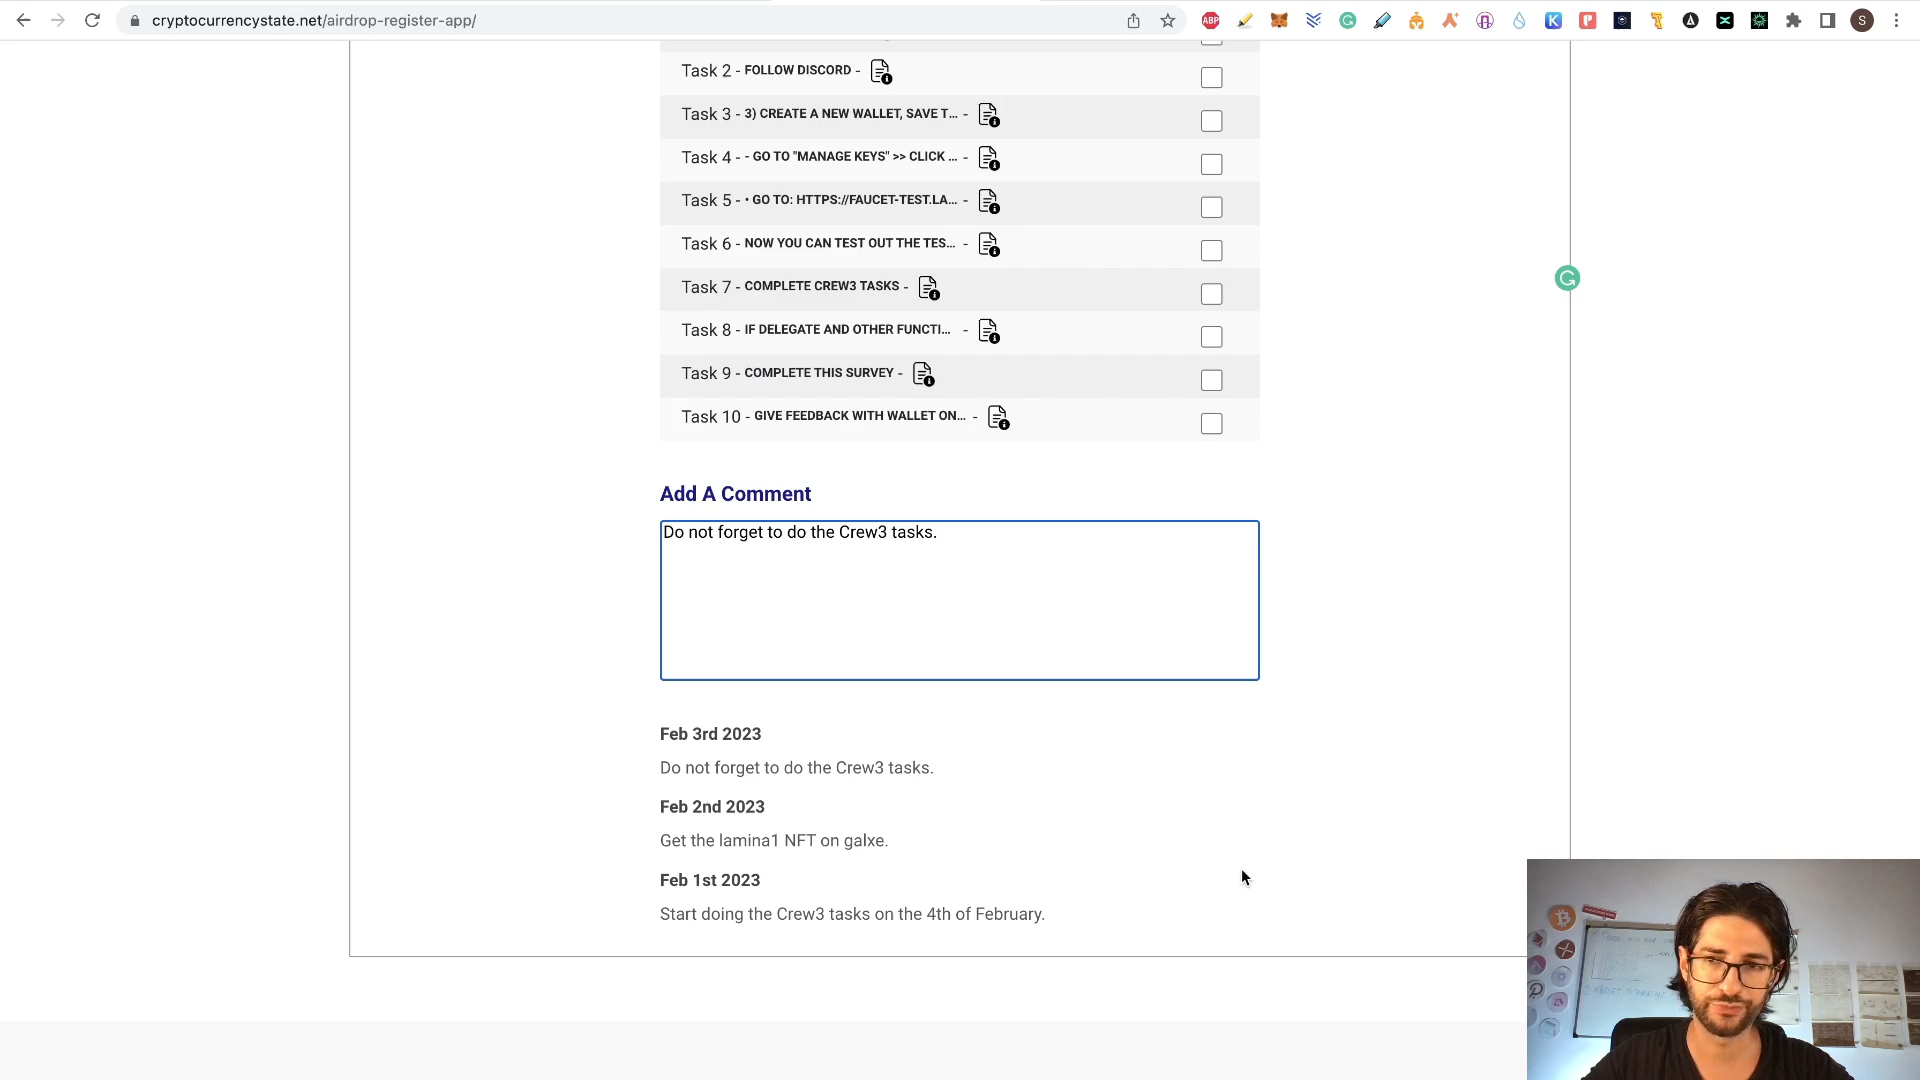 cryptocurrencystate.net/airdrop-register-app/
ABP
S
Task 2 - FOLLOW DISCORD -
Task 3 - 3) CREATE A NEW WALLET, SAVE T... -
Task 4 - - GO TO "MANAGE KEYS" >> CLICK ... -
Task 5 - • GO TO: HTTPS://FAUCET-TEST.LA... -
Task 6 - NOW YOU CAN TEST OUT THE TES... -
Task 7 - COMPLETE CREW3 TASKS -
Task 8 - IF DELEGATE AND OTHER FUNCTI... -
Task 9 - COMPLETE THIS SURVEY -
Task 10 - GIVE FEEDBACK WITH WALLET ON... -
Add A Comment
Do not forget to do the Crew3 tasks.
Feb 3rd 2023
Do not forget to do the Crew3 tasks.
Feb 2nd 2023
Get the lamina1 NFT on galxe.
Feb 1st 2023
Start doing the Crew3 tasks on the 4th of February.